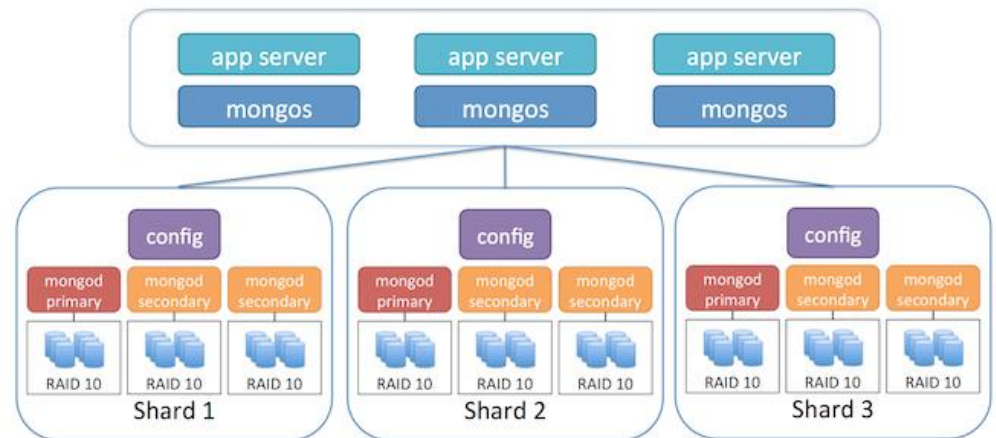 app server app server app server
mongos mongos mongos
config config config
mongod mongod mongod mongod mongod mongod mongod mongod mongod
primary secondary secondary primary secondary secondary primary secondary secondary
RAID 10 RAID 10 RAID 10 RAID 10 RAID 10 RAID 10 RAID 10 RAID 10 RAID 10
Shard 1 Shard 2 Shard 3